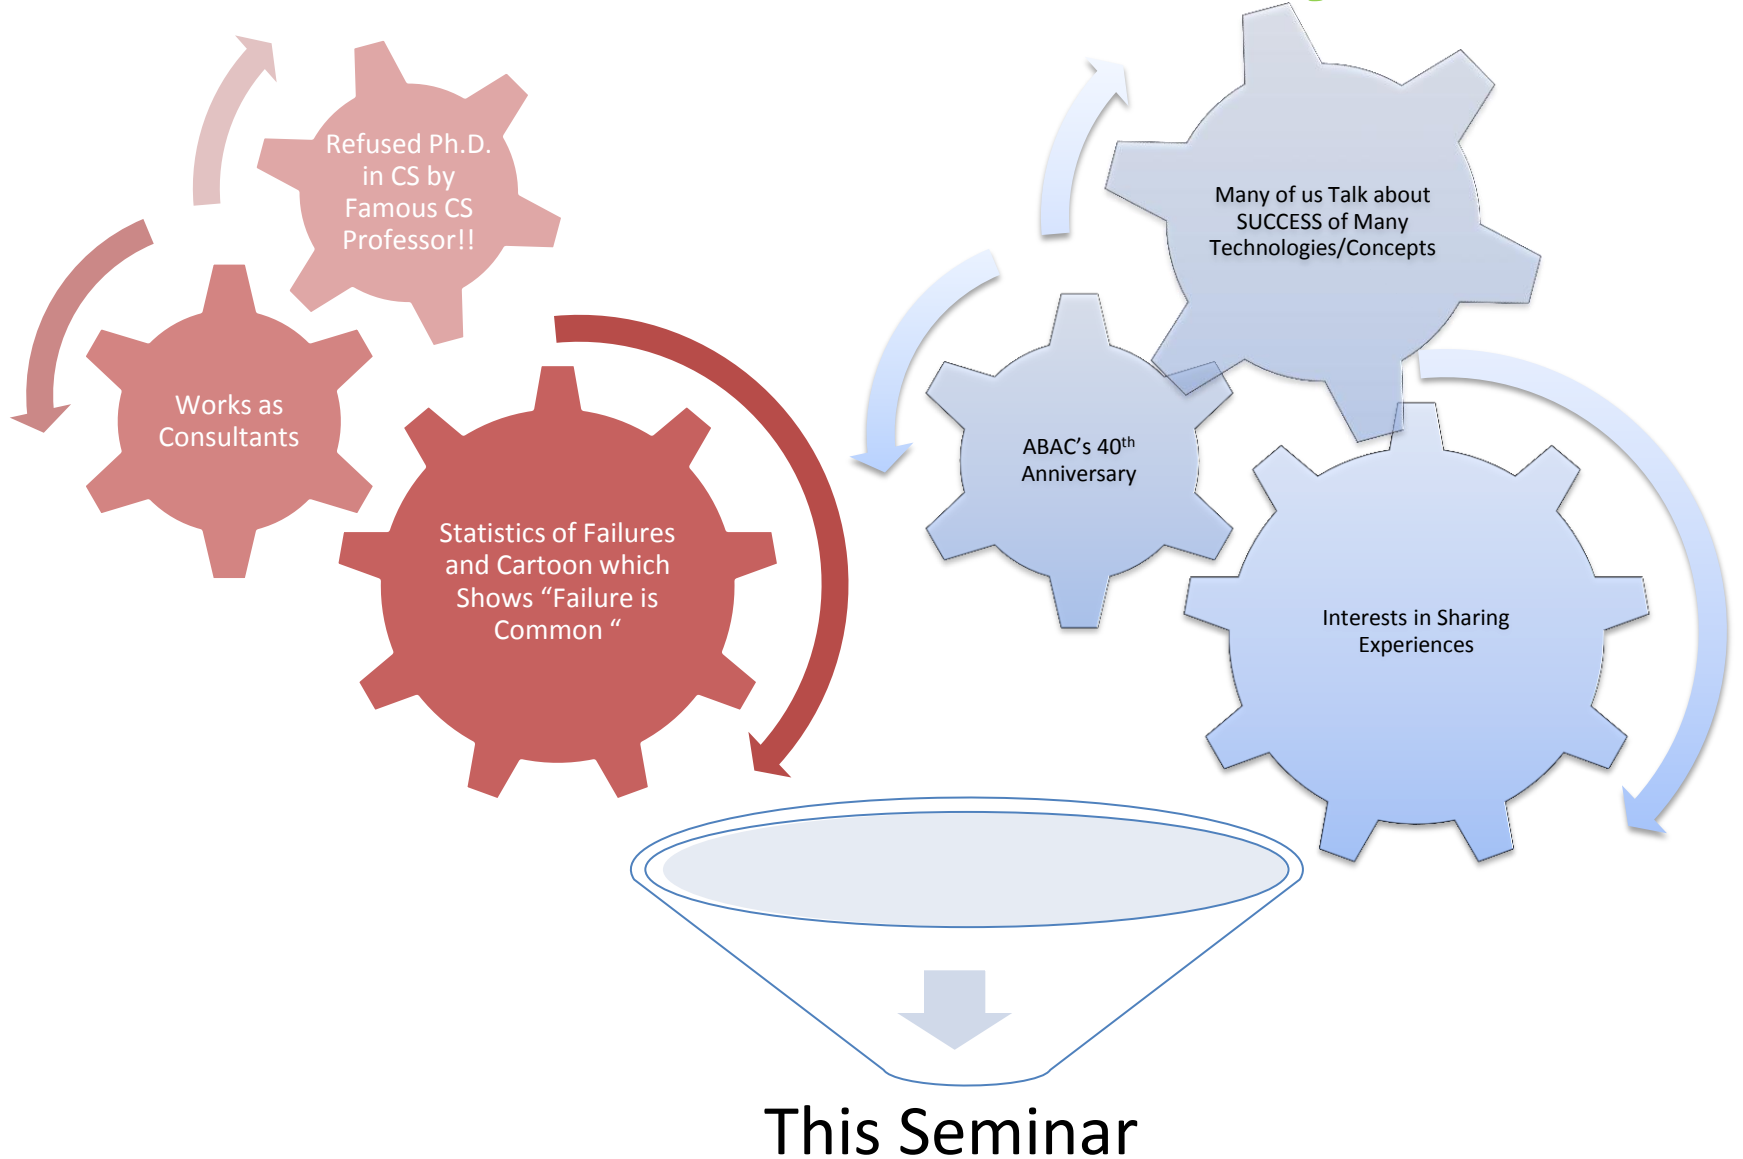 Refused Ph.D.
in CS by
Famous CS
Professor!!
Works as
Consultants
Statistics of Failures
and Cartoon which
Shows “Failure is
Common “
Many of us Talk about
SUCCESS of Many
Technologies/Concepts
ABAC’s 40th
Anniversary
Interests in Sharing
Experiences
This Seminar